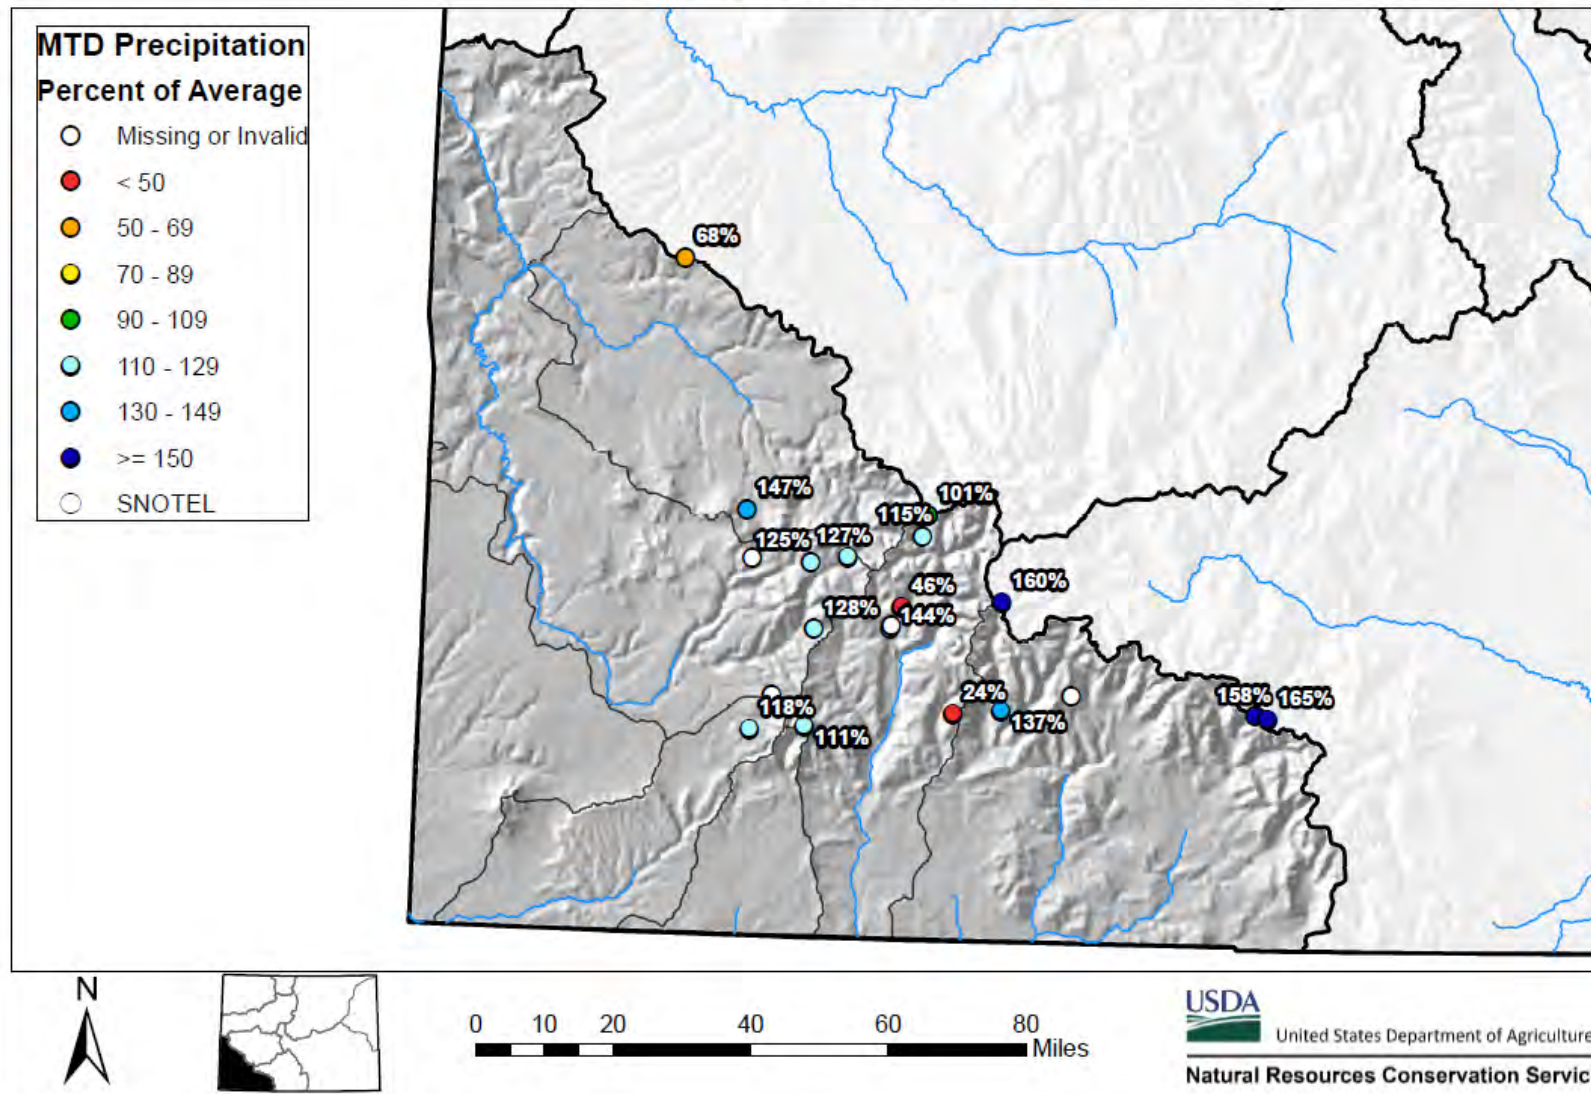 MTD Precipitation
Percent of Average
Missing or Invalid
< 50
50 - 69
70 - 89
90 - 109
110 - 129
130 - 149
>= 150
SNOTEL
68%
147%
101%
115%
125%
127%
46%
160%
128%
144%
24%
158%
165%
118%
137%
111%
N
0 10 20 40 60 80
Miles
USDA
United States Department of Agriculture
Natural Resources Conservation Servic